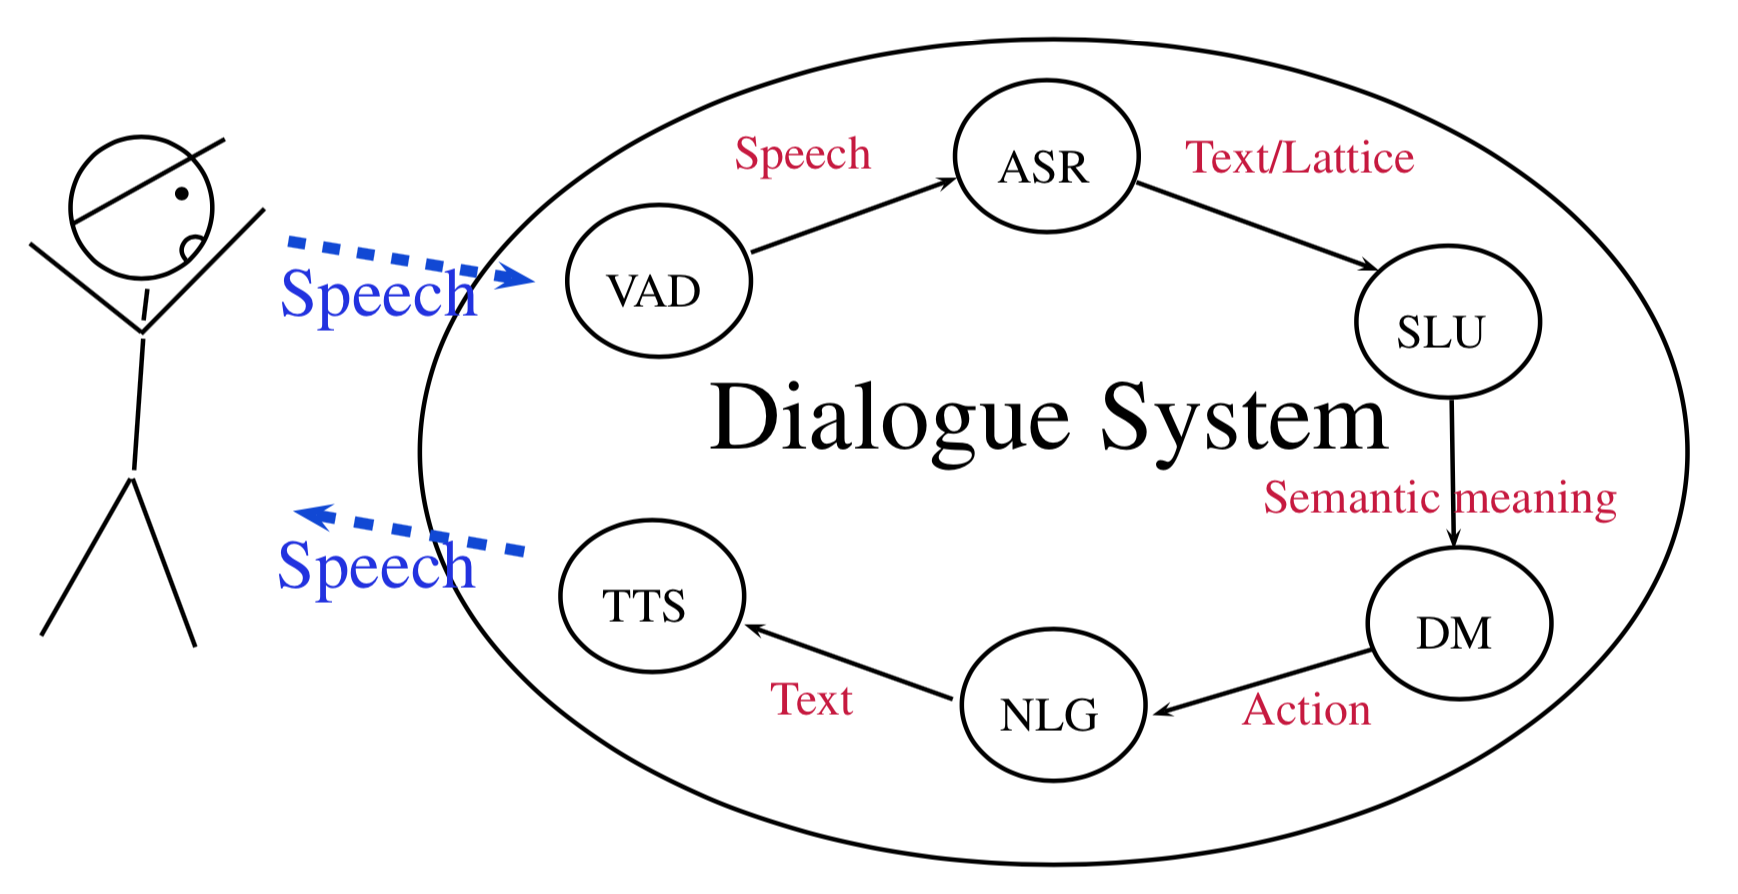 Speech
VAD
Speech
ASR
Text/Lattice
SLU
Dialogue System
Semantic meaning
DM
Action
NLG
Text
TTS
Speech